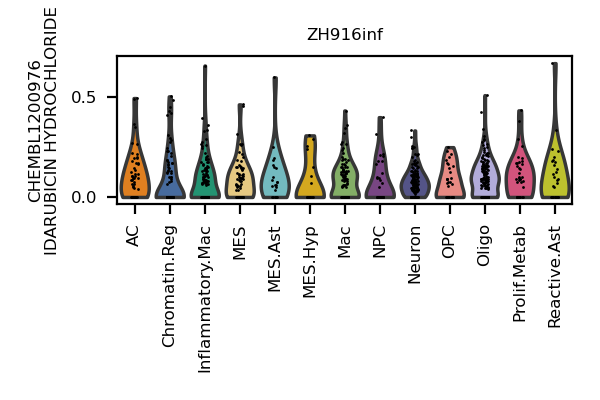 ZH916inf
CHEMBL1200976
IDARUBICIN HYDROCHLORIDE
0.5
0.0
AC
Chromatin.Reg
Inflammatory.Mac
MES
MES.Ast
MES.Hyp
Mac
NPC
Neuron
OPC
Oligo
Prolif.Metab
Reactive.Ast